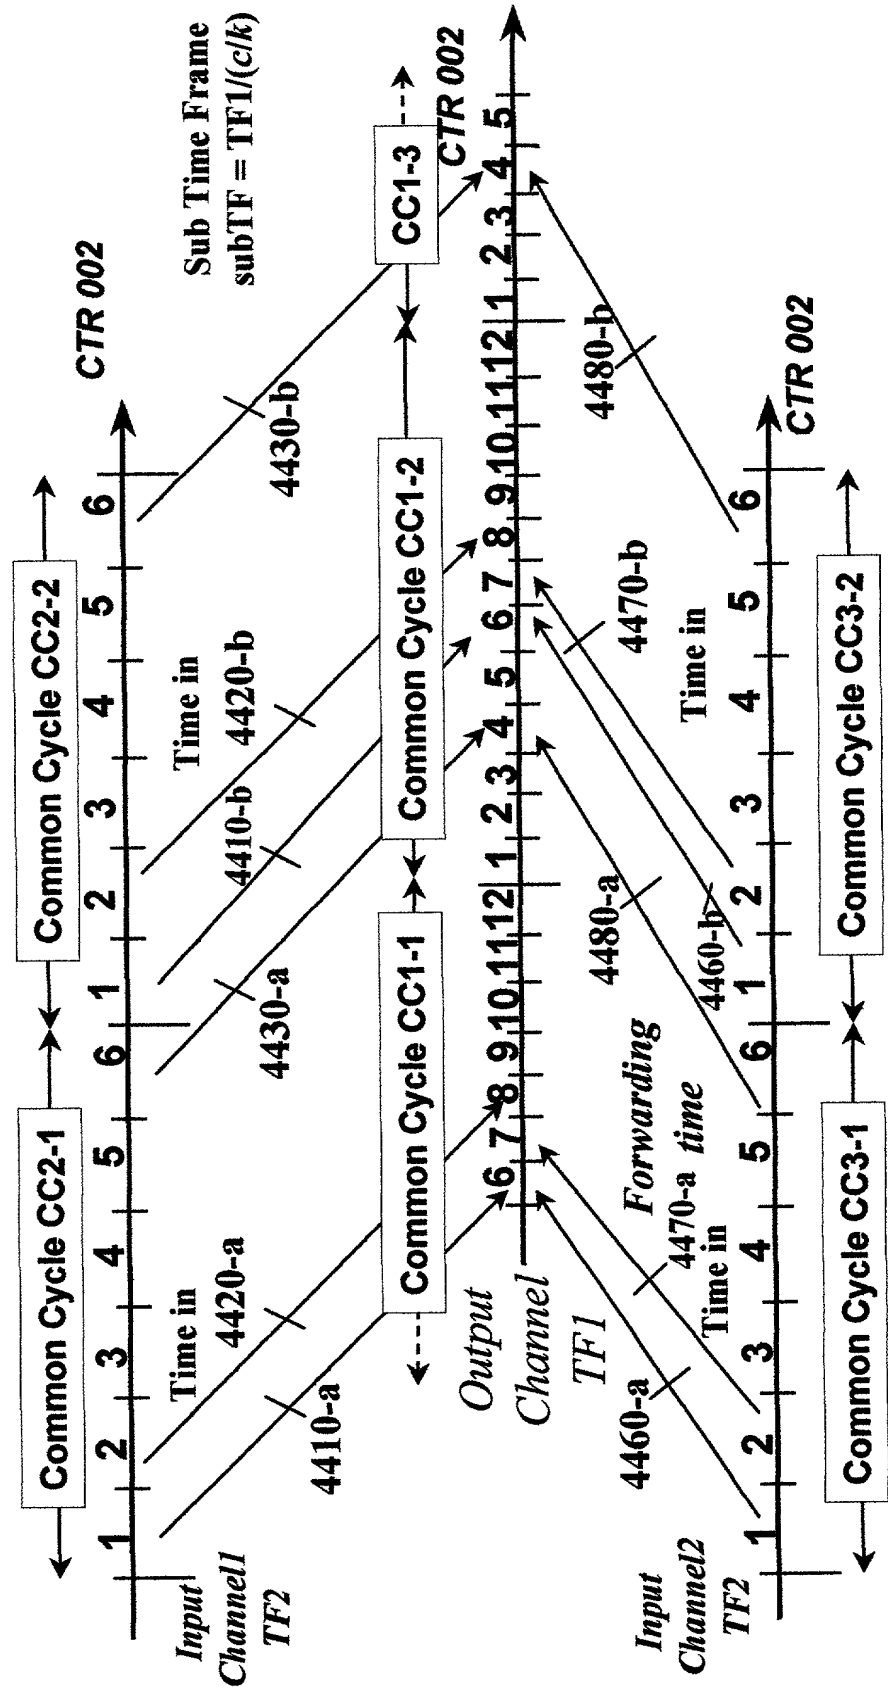 Common Cycle CC2-1
Common Cycle CC2-2
CTR 002
1 2 3 4 5 6 1 2 3 4 5 6
Input
Channel1
TF2
Time in
Time in
Sub Time Frame
subTF = TF1/(c/k)
4410-a
4420-a
4430-a
4410-b
4420-b
4430-b
Common Cycle CC1-1
Common Cycle CC1-2
CC1-3
CTR 002
Output
Channel
TF1
6 7 8 9 10 11 12 1 2 3 4 5 6 7 8 9 10 11 12 1 2 3 4 5
4460-a
4470-a
4480-a
4460-b
4470-b
4480-b
Forwarding
time
Time in
Time in
Input
Channel2
TF2
1 2 3 4 5 6 1 2 3 4 5 6
CTR 002
Common Cycle CC3-1
Common Cycle CC3-2